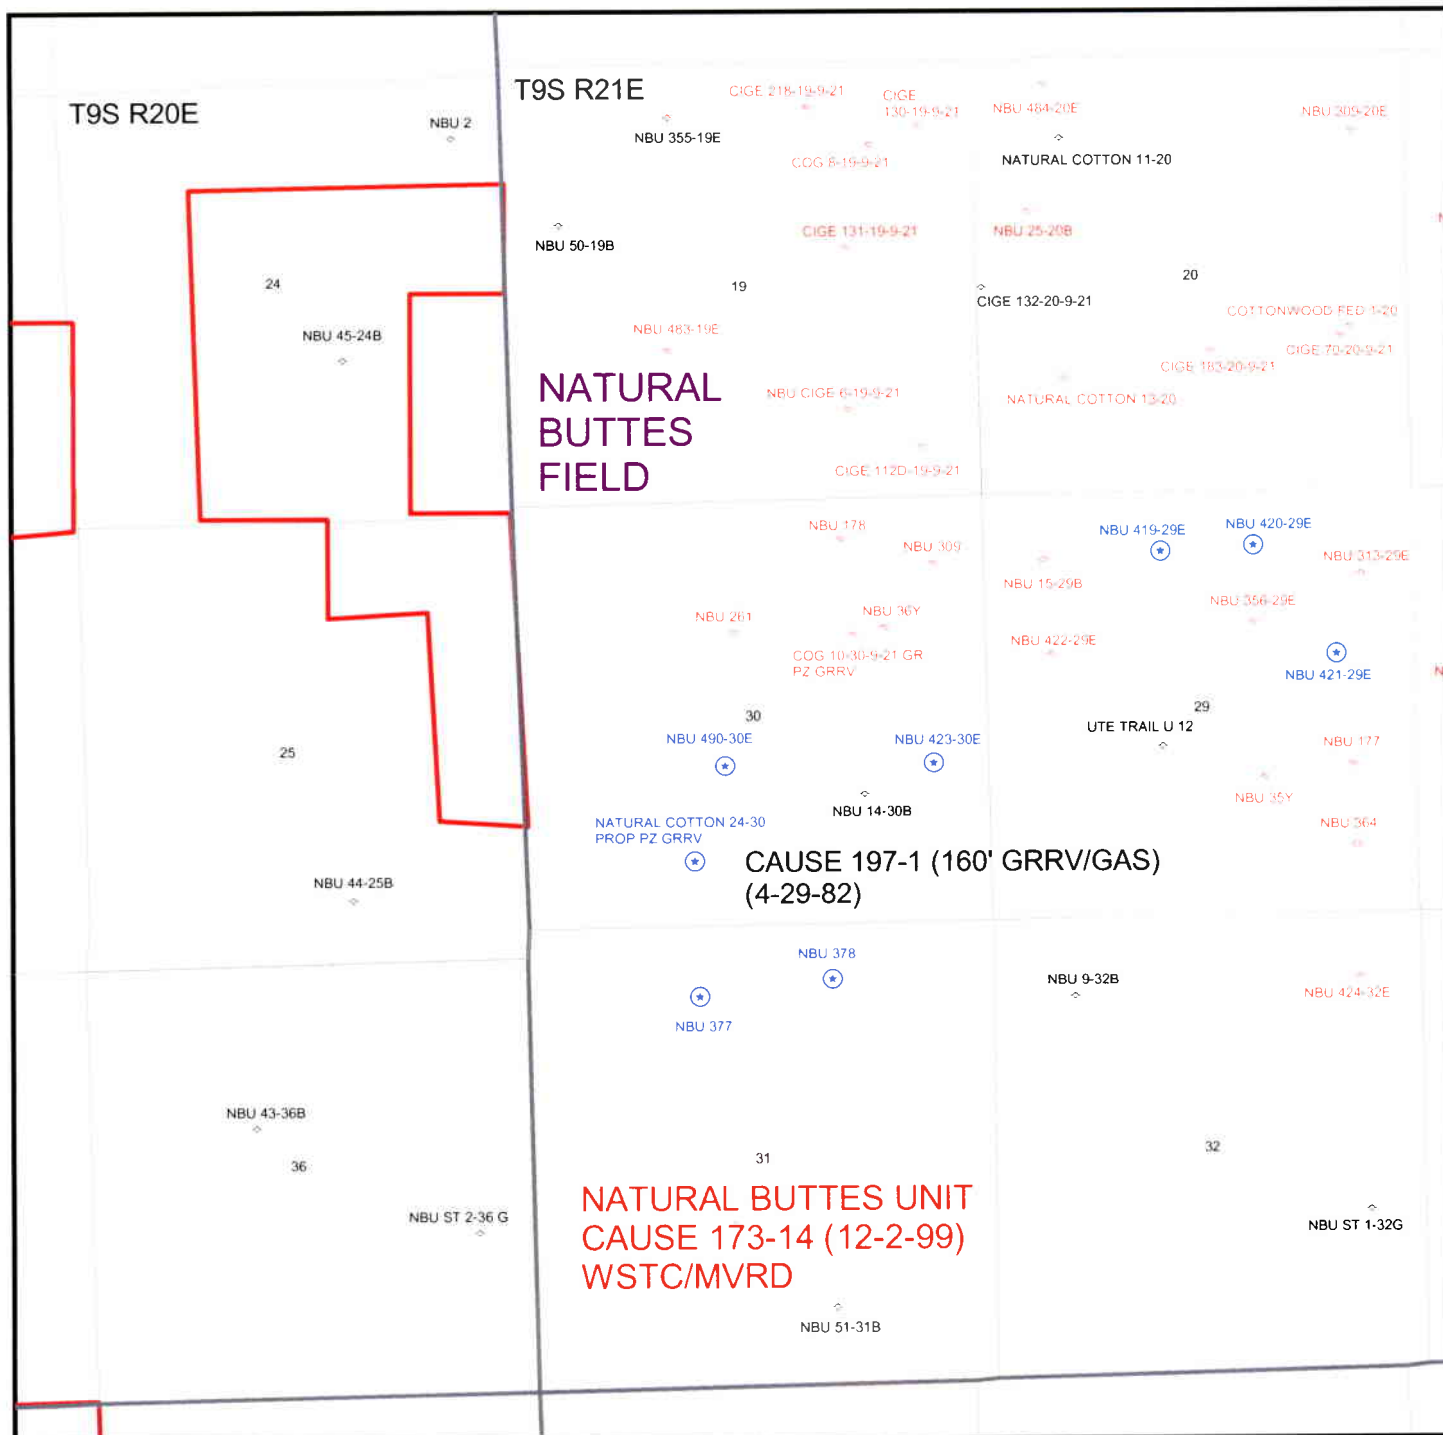 T9S R20E
NBU 2
T9S R21E
NBU 355-19E
CIGE 218-19-9-21
CIGE
130-19-9-21
COG 8-19-9-21
NBU 484-20E
NATURAL COTTON 11-20
NBU 309-20E
NBU 50-19B
CIGE 131-19-9-21
NBU 25-20B
24
19
20
CIGE 132-20-9-21
NBU 45-24B
NBU 483-19E
COTTONWOOD FED 1-20
CIGE 70-20-9-21
CIGE 183-20-9-21
NATURAL
BUTTES
FIELD
NBU CIGE 6-19-9-21
NATURAL COTTON 13-20
CIGE 112D-19-9-21
NBU 178
NBU 309
NBU 419-29E
NBU 420-29E
NBU 313-29E
NBU 15-29B
NBU 356-29E
NBU 261
NBU 36Y
NBU 422-29E
COG 10-30-9-21 GR
PZ GRRV
NBU 421-29E
30
29
25
NBU 490-30E
NBU 423-30E
UTE TRAIL U 12
NBU 177
NBU 35Y
NBU 14-30B
NATURAL COTTON 24-30
PROP PZ GRRV
NBU 364
CAUSE 197-1 (160' GRRV/GAS)
(4-29-82)
NBU 44-25B
NBU 378
NBU 377
NBU 9-32B
NBU 424-32E
NBU 43-36B
36
31
32
NBU ST 2-36 G
NATURAL BUTTES UNIT
CAUSE 173-14 (12-2-99)
WSTC/MVRD
NBU ST 1-32G
NBU 51-31B